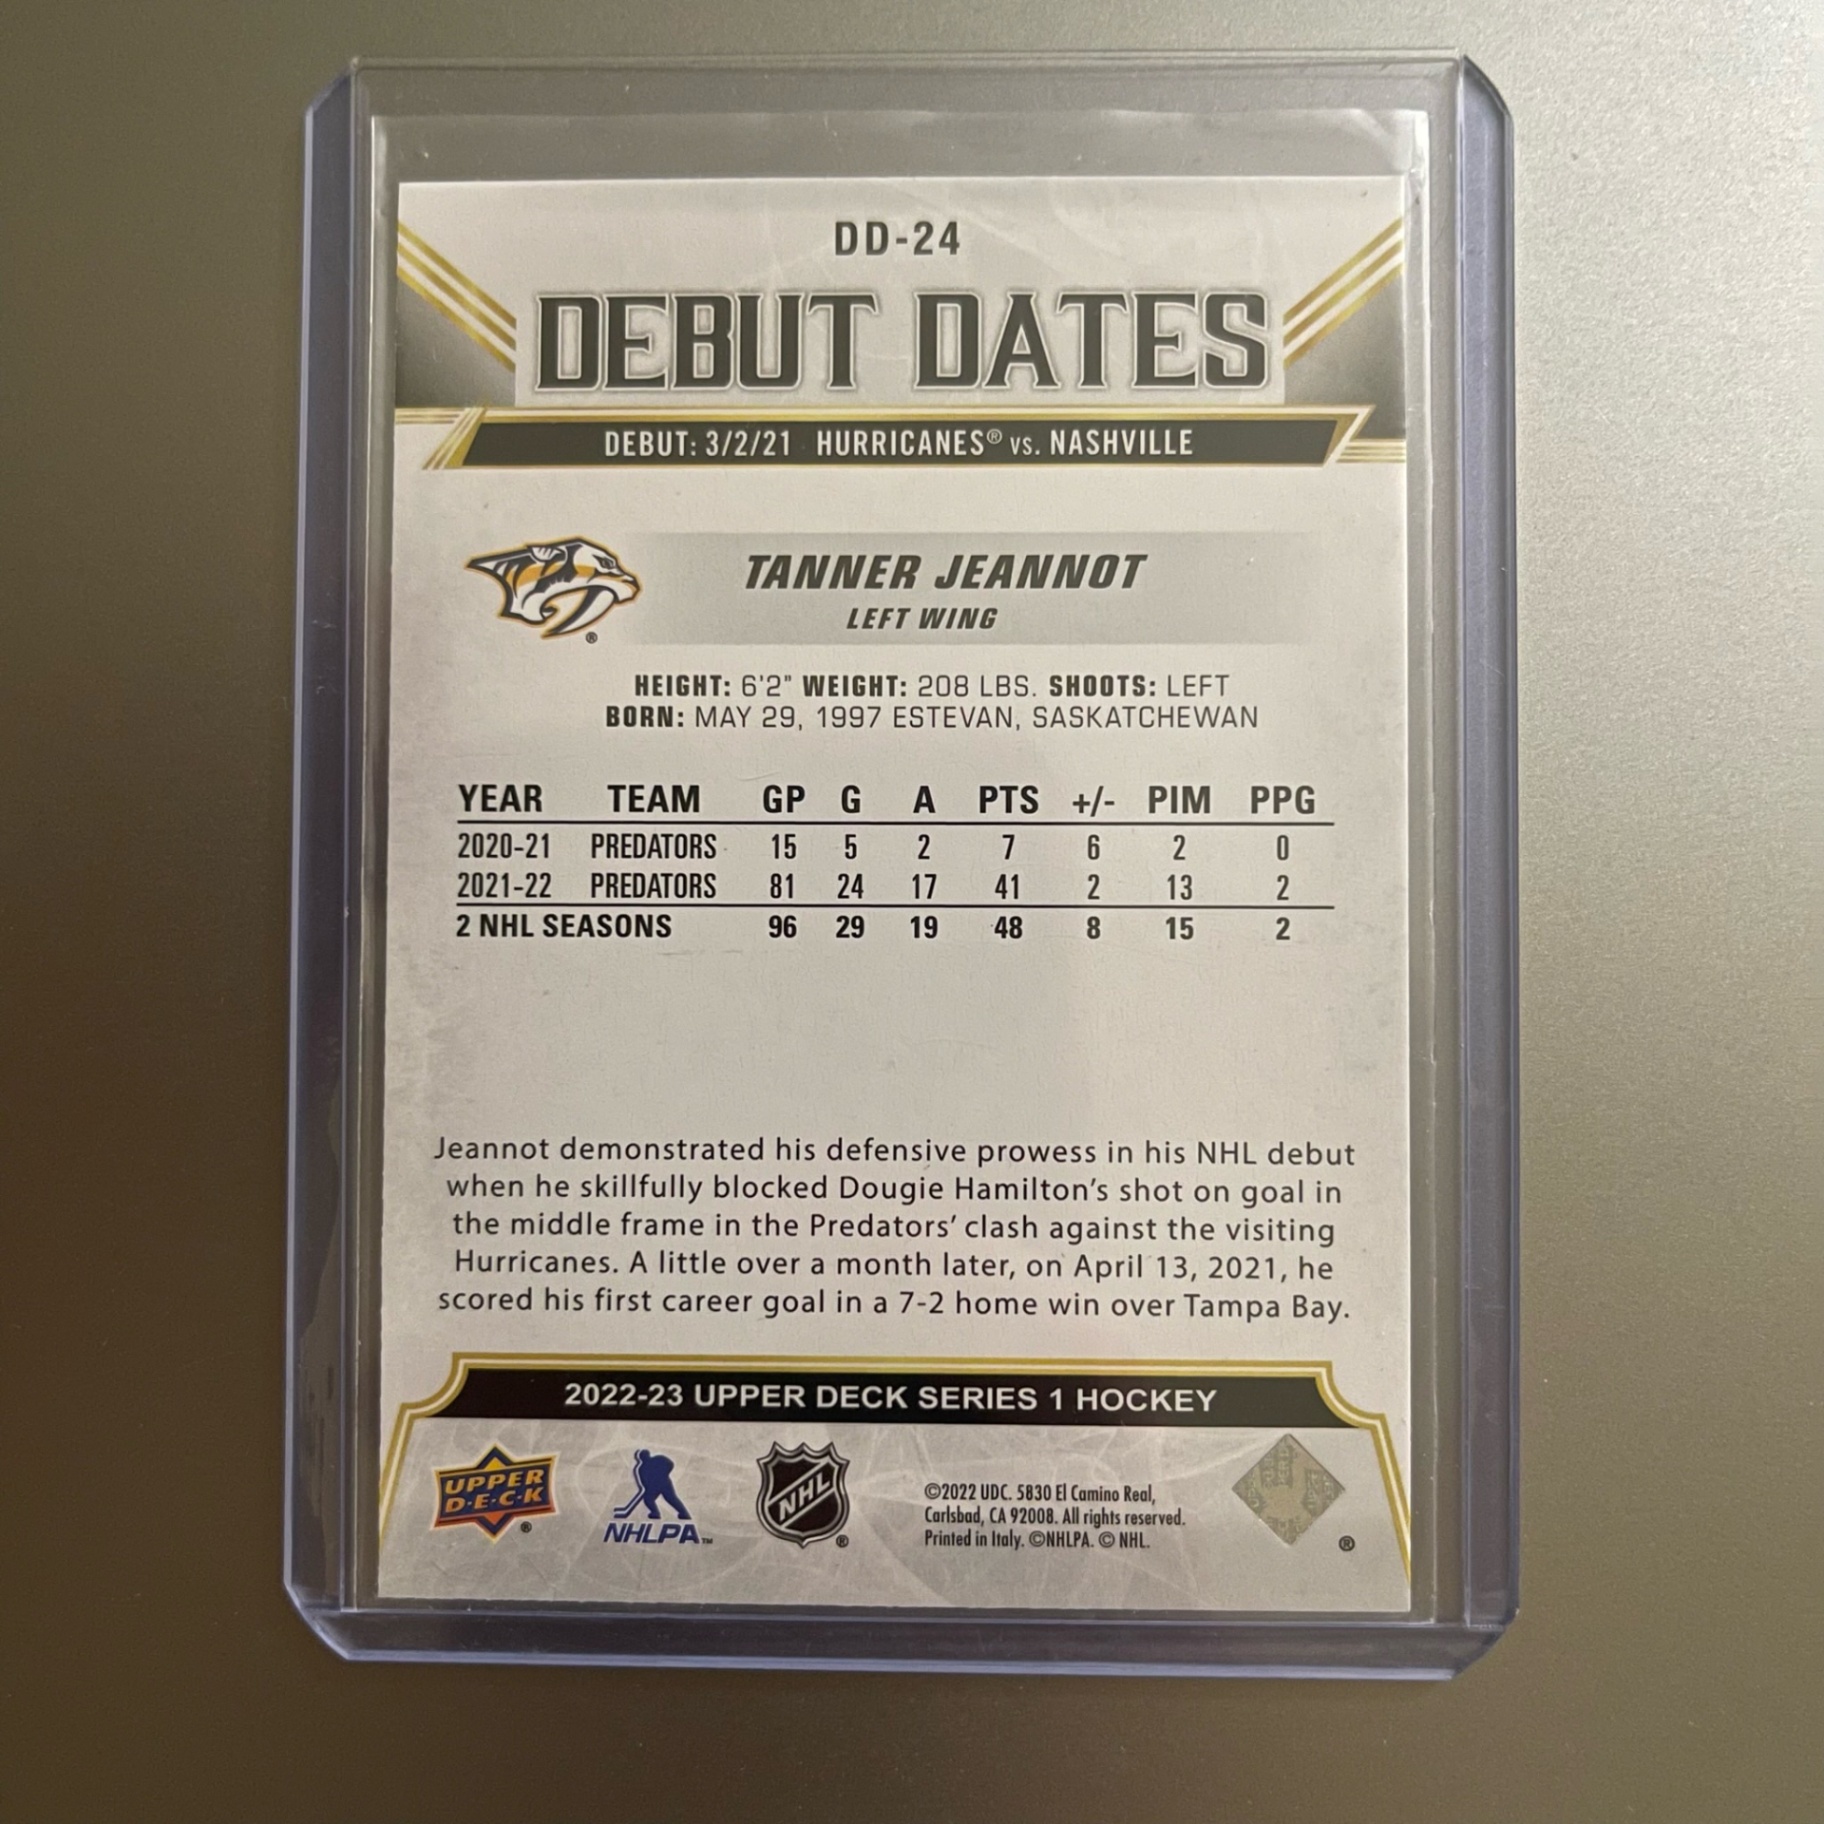 DD-24
DEBUT DATES
DEBUT: 3/2/21 HURRICANES® vs. NASHVILLE
TANNER JEANNOT
LEFT WING
®
HEIGHT: 6'2" WEIGHT: 208 LBS. SHOOTS: LEFT
BORN: MAY 29, 1997 ESTEVAN, SASKATCHEWAN
YEAR TEAM GP G A PTS +/- PIM PPG
2020-21 PREDATORS 15 5 2 7 6 2 0
2021-22 PREDATORS 81 24 17 41 2 13 2
2 NHL SEASONS 96 29 19 48 8 15 2
Jeannot demonstrated his defensive prowess in his NHL debut
when he skillfully blocked Dougie Hamilton's shot on goal in
the middle frame in the Predators' clash against the visiting
Hurricanes. A little over a month later, on April 13, 2021, he
scored his first career goal in a 7-2 home win over Tampa Bay.
2022-23 UPPER DECK SERIES 1 HOCKEY
UPPER
D·E·C·K
®
NHLPA™
NHL
®
©2022 UDC. 5830 El Camino Real,
Carlsbad, CA 92008. All rights reserved.
Printed in Italy. ©NHLPA. © NHL.
®